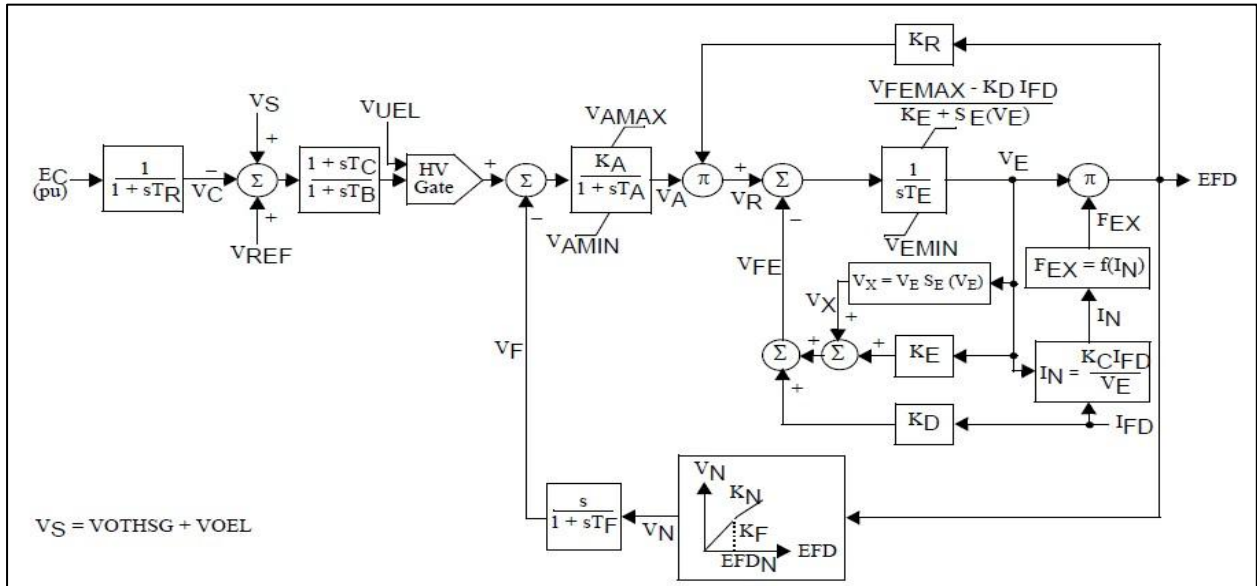 KR
VFEMAX - KD IFD
KE + SE(VE)
VS
VUEL
VAMAX
VE
EC
(pu)
1
1 + sTR
VC
Σ
1 + sTC
1 + sTB
HV
Gate
Σ
KA
1 + sTA
VA
π
VR
Σ
1
sTE
π
EFD
VREF
VAMIN
VEMIN
FEX
VFE
VX = VE SE (VE)
FEX = f(IN)
VX
IN
VF
Σ
Σ
KE
IN = KCIFD
VE
KD
IFD
VN
KN
s
1 + sTF
VN
KF
EFD
EFDN
VS = VOTHSG + VOEL